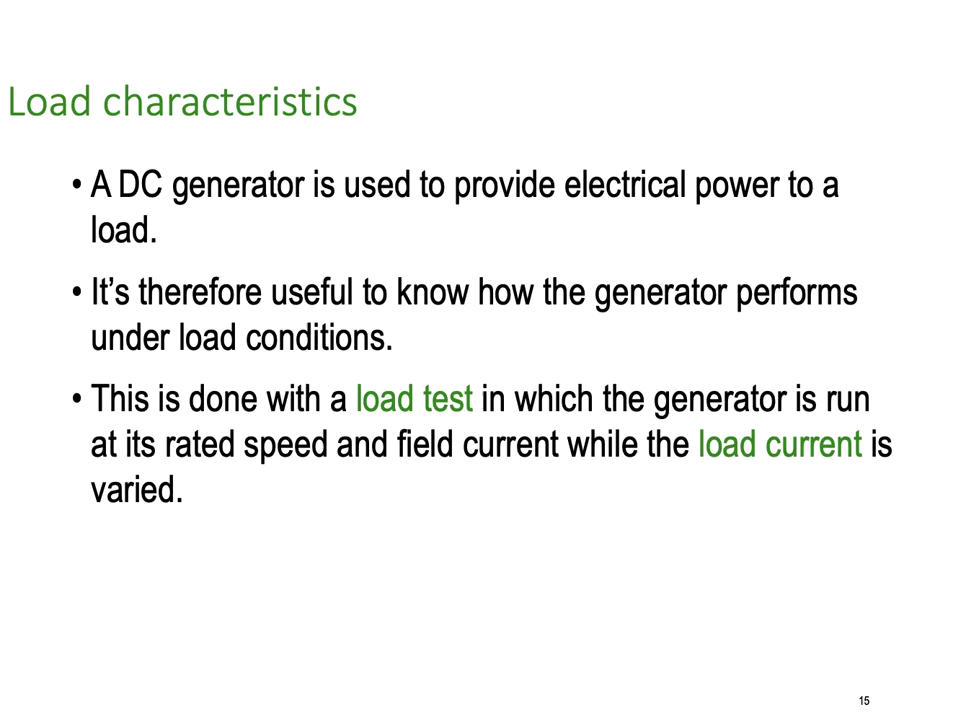 Load characteristics
• A DC generator is used to provide electrical power to a
load.
• It’s therefore useful to know how the generator performs
under load conditions.
• This is done with a load test in which the generator is run
at its rated speed and field current while the load current is
varied.
15